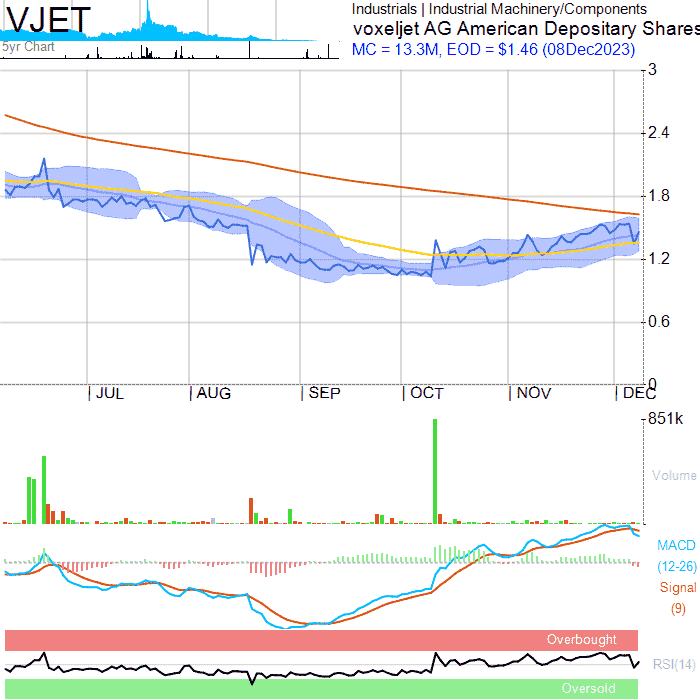 VJET
5yr Chart
Industrials | Industrial Machinery/Components
voxeljet AG American Depositary Shares
MC = 13.3M, EOD = $1.46 (08Dec2023)
3
2.4
1.8
1.2
0.6
0
JUL AUG SEP OCT NOV DEC
851k
Volume
MACD
(12-26)
Signal
(9)
Overbought
RSI(14)
Oversold